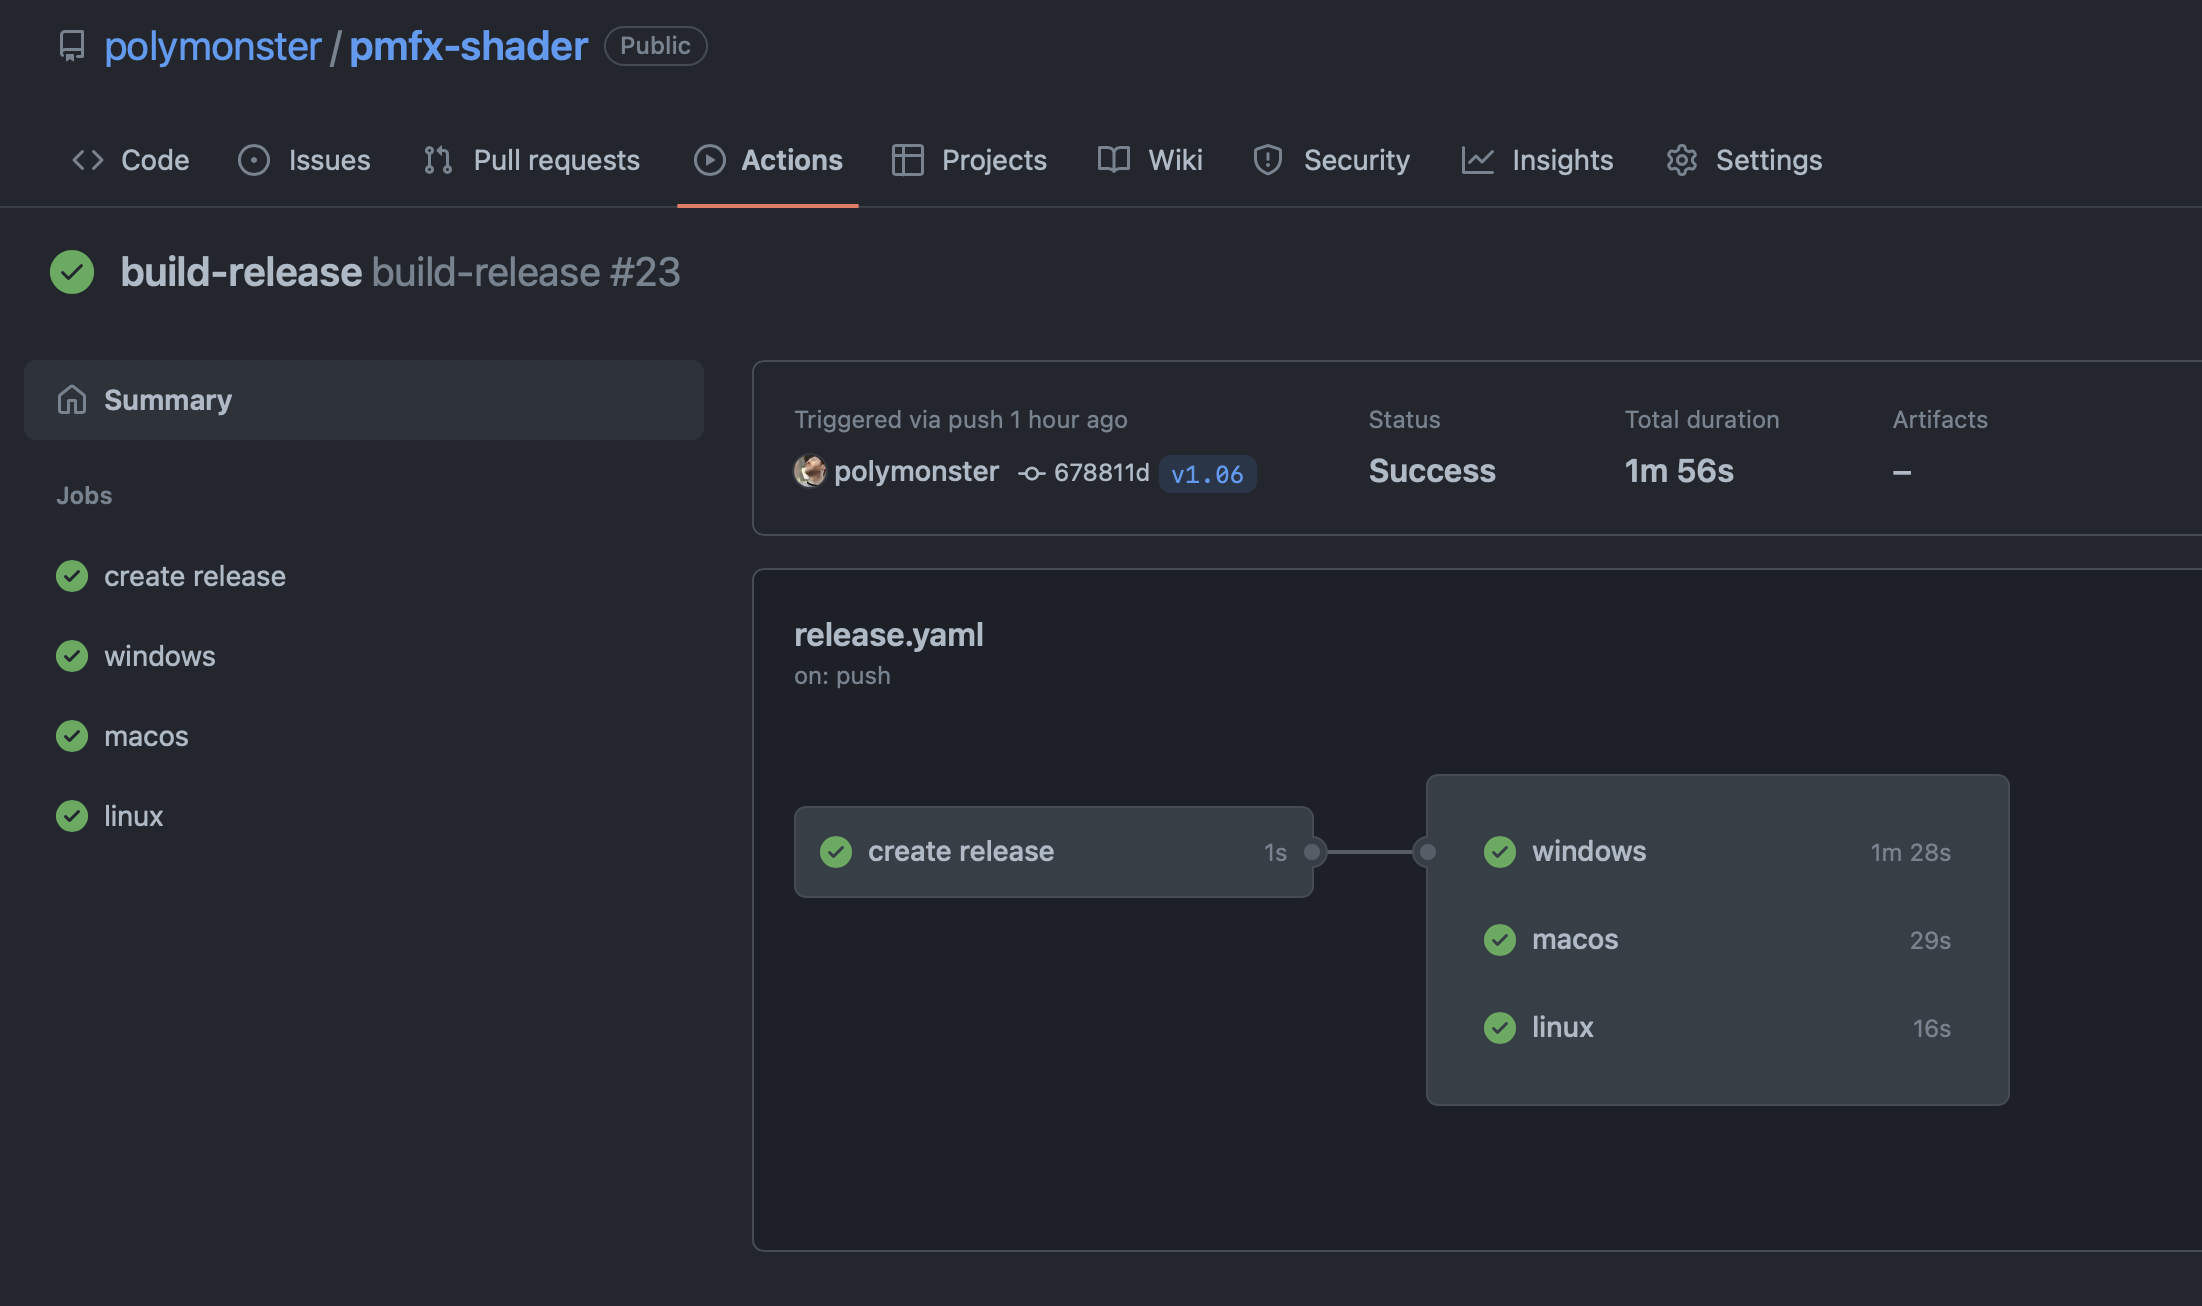 polymonster / pmfx-shader Public
Code Issues Pull requests Actions Projects Wiki Security Insights Settings
build-release build-release #23
Summary
Jobs
create release
windows
macos
linux
Triggered via push 1 hour ago
polymonster 678811d v1.06
Status
Success
Total duration
1m 56s
Artifacts
–
release.yaml
on: push
create release 1s
windows 1m 28s
macos 29s
linux 16s